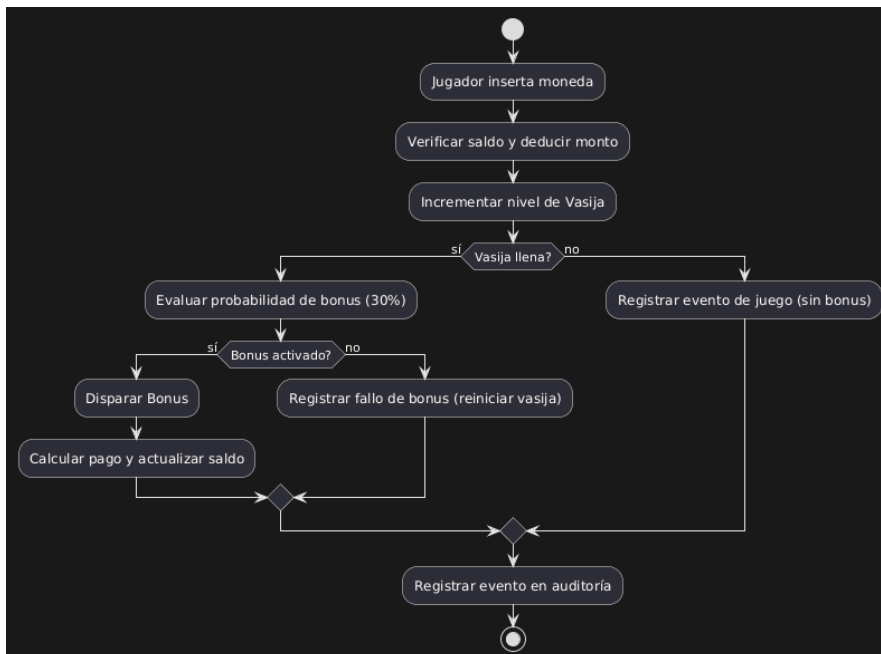 Jugador inserta moneda
Verificar saldo y deducir monto
Incrementar nivel de Vasija
sí
Vasija llena?
no
Evaluar probabilidad de bonus (30%)
Registrar evento de juego (sin bonus)
sí
Bonus activado?
no
Disparar Bonus
Registrar fallo de bonus (reiniciar vasija)
Calcular pago y actualizar saldo
Registrar evento en auditoría